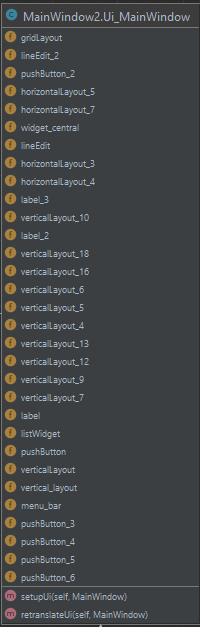 MainWindow2.Ui_MainWindow
gridLayout
lineEdit_2
pushButton_2
horizontalLayout_5
horizontalLayout_7
widget_central
lineEdit
horizontalLayout_3
horizontalLayout_4
label_3
verticalLayout_10
label_2
verticalLayout_18
verticalLayout_16
verticalLayout_6
verticalLayout_5
verticalLayout_4
verticalLayout_13
verticalLayout_12
verticalLayout_9
verticalLayout_7
label
listWidget
pushButton
verticalLayout
vertical_layout
menu_bar
pushButton_3
pushButton_4
pushButton_5
pushButton_6
setupUi(self, MainWindow)
retranslateUi(self, MainWindow)